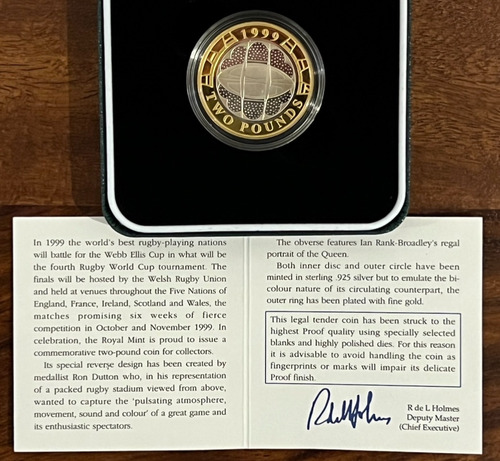 1999
TWO POUNDS
In 1999 the world's best rugby-playing nations
will battle for the Webb Ellis Cup in what will be
the fourth Rugby World Cup tournament. The
finals will be hosted by the Welsh Rugby Union
and held at venues throughout the Five Nations of
England, France, Ireland, Scotland and Wales, the
matches promising six weeks of fierce
competition in October and November 1999. In
celebration, the Royal Mint is proud to issue a
commemorative two-pound coin for collectors.
Its special reverse design has been created by
medallist Ron Dutton who, in his representation
of a packed rugby stadium viewed from above,
wanted to capture the 'pulsating atmosphere,
movement, sound and colour' of a great game and
its enthusiastic spectators.
The obverse features Ian Rank-Broadley's regal
portrait of the Queen.
Both inner disc and outer circle have been
minted in sterling .925 silver but to emulate the bi-
colour nature of its circulating counterpart, the
outer ring has been plated with fine gold.
This legal tender coin has been struck to the
highest Proof quality using specially selected
blanks and highly polished dies. For this reason
it is advisable to avoid handling the coin as
fingerprints or marks will impair its delicate
Proof finish.
R de L Holmes
Deputy Master
(Chief Executive)